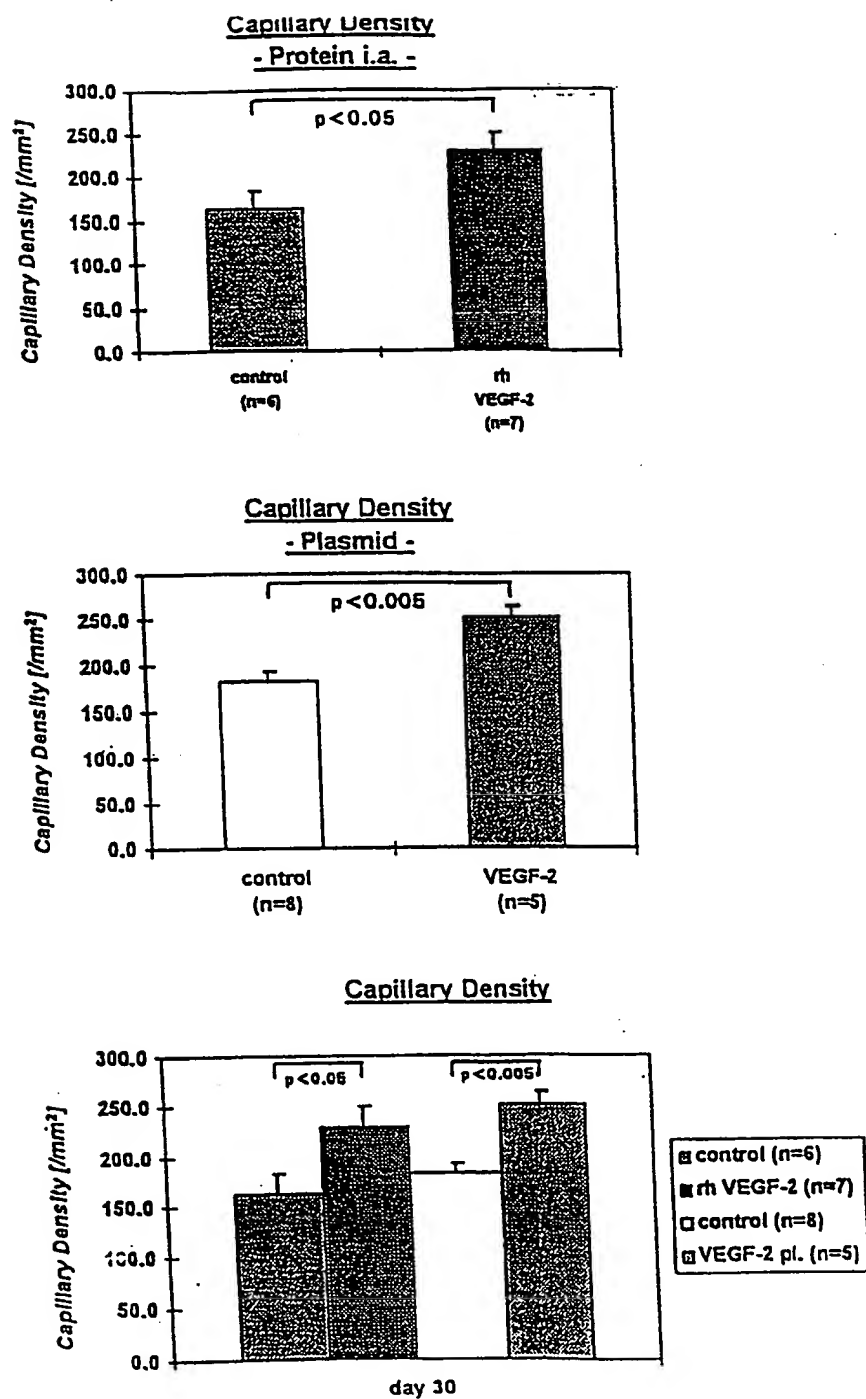 Capillary Density
- Protein i.a. -
Capillary Density [/mm²]
300.0
250.0
200.0
150.0
100.0
50.0
0.0
p<0.05
control
(n=6)
rh
VEGF-2
(n=7)
Capillary Density
- Plasmid -
Capillary Density [/mm²]
300.0
250.0
200.0
150.0
100.0
50.0
0.0
p<0.005
control
(n=8)
VEGF-2
(n=5)
Capillary Density
Capillary Density [/mm²]
300.0
250.0
200.0
150.0
100.0
50.0
0.0
p<0.05
p<0.005
day 30
control (n=6)
rh VEGF-2 (n=7)
control (n=8)
VEGF-2 pl. (n=5)